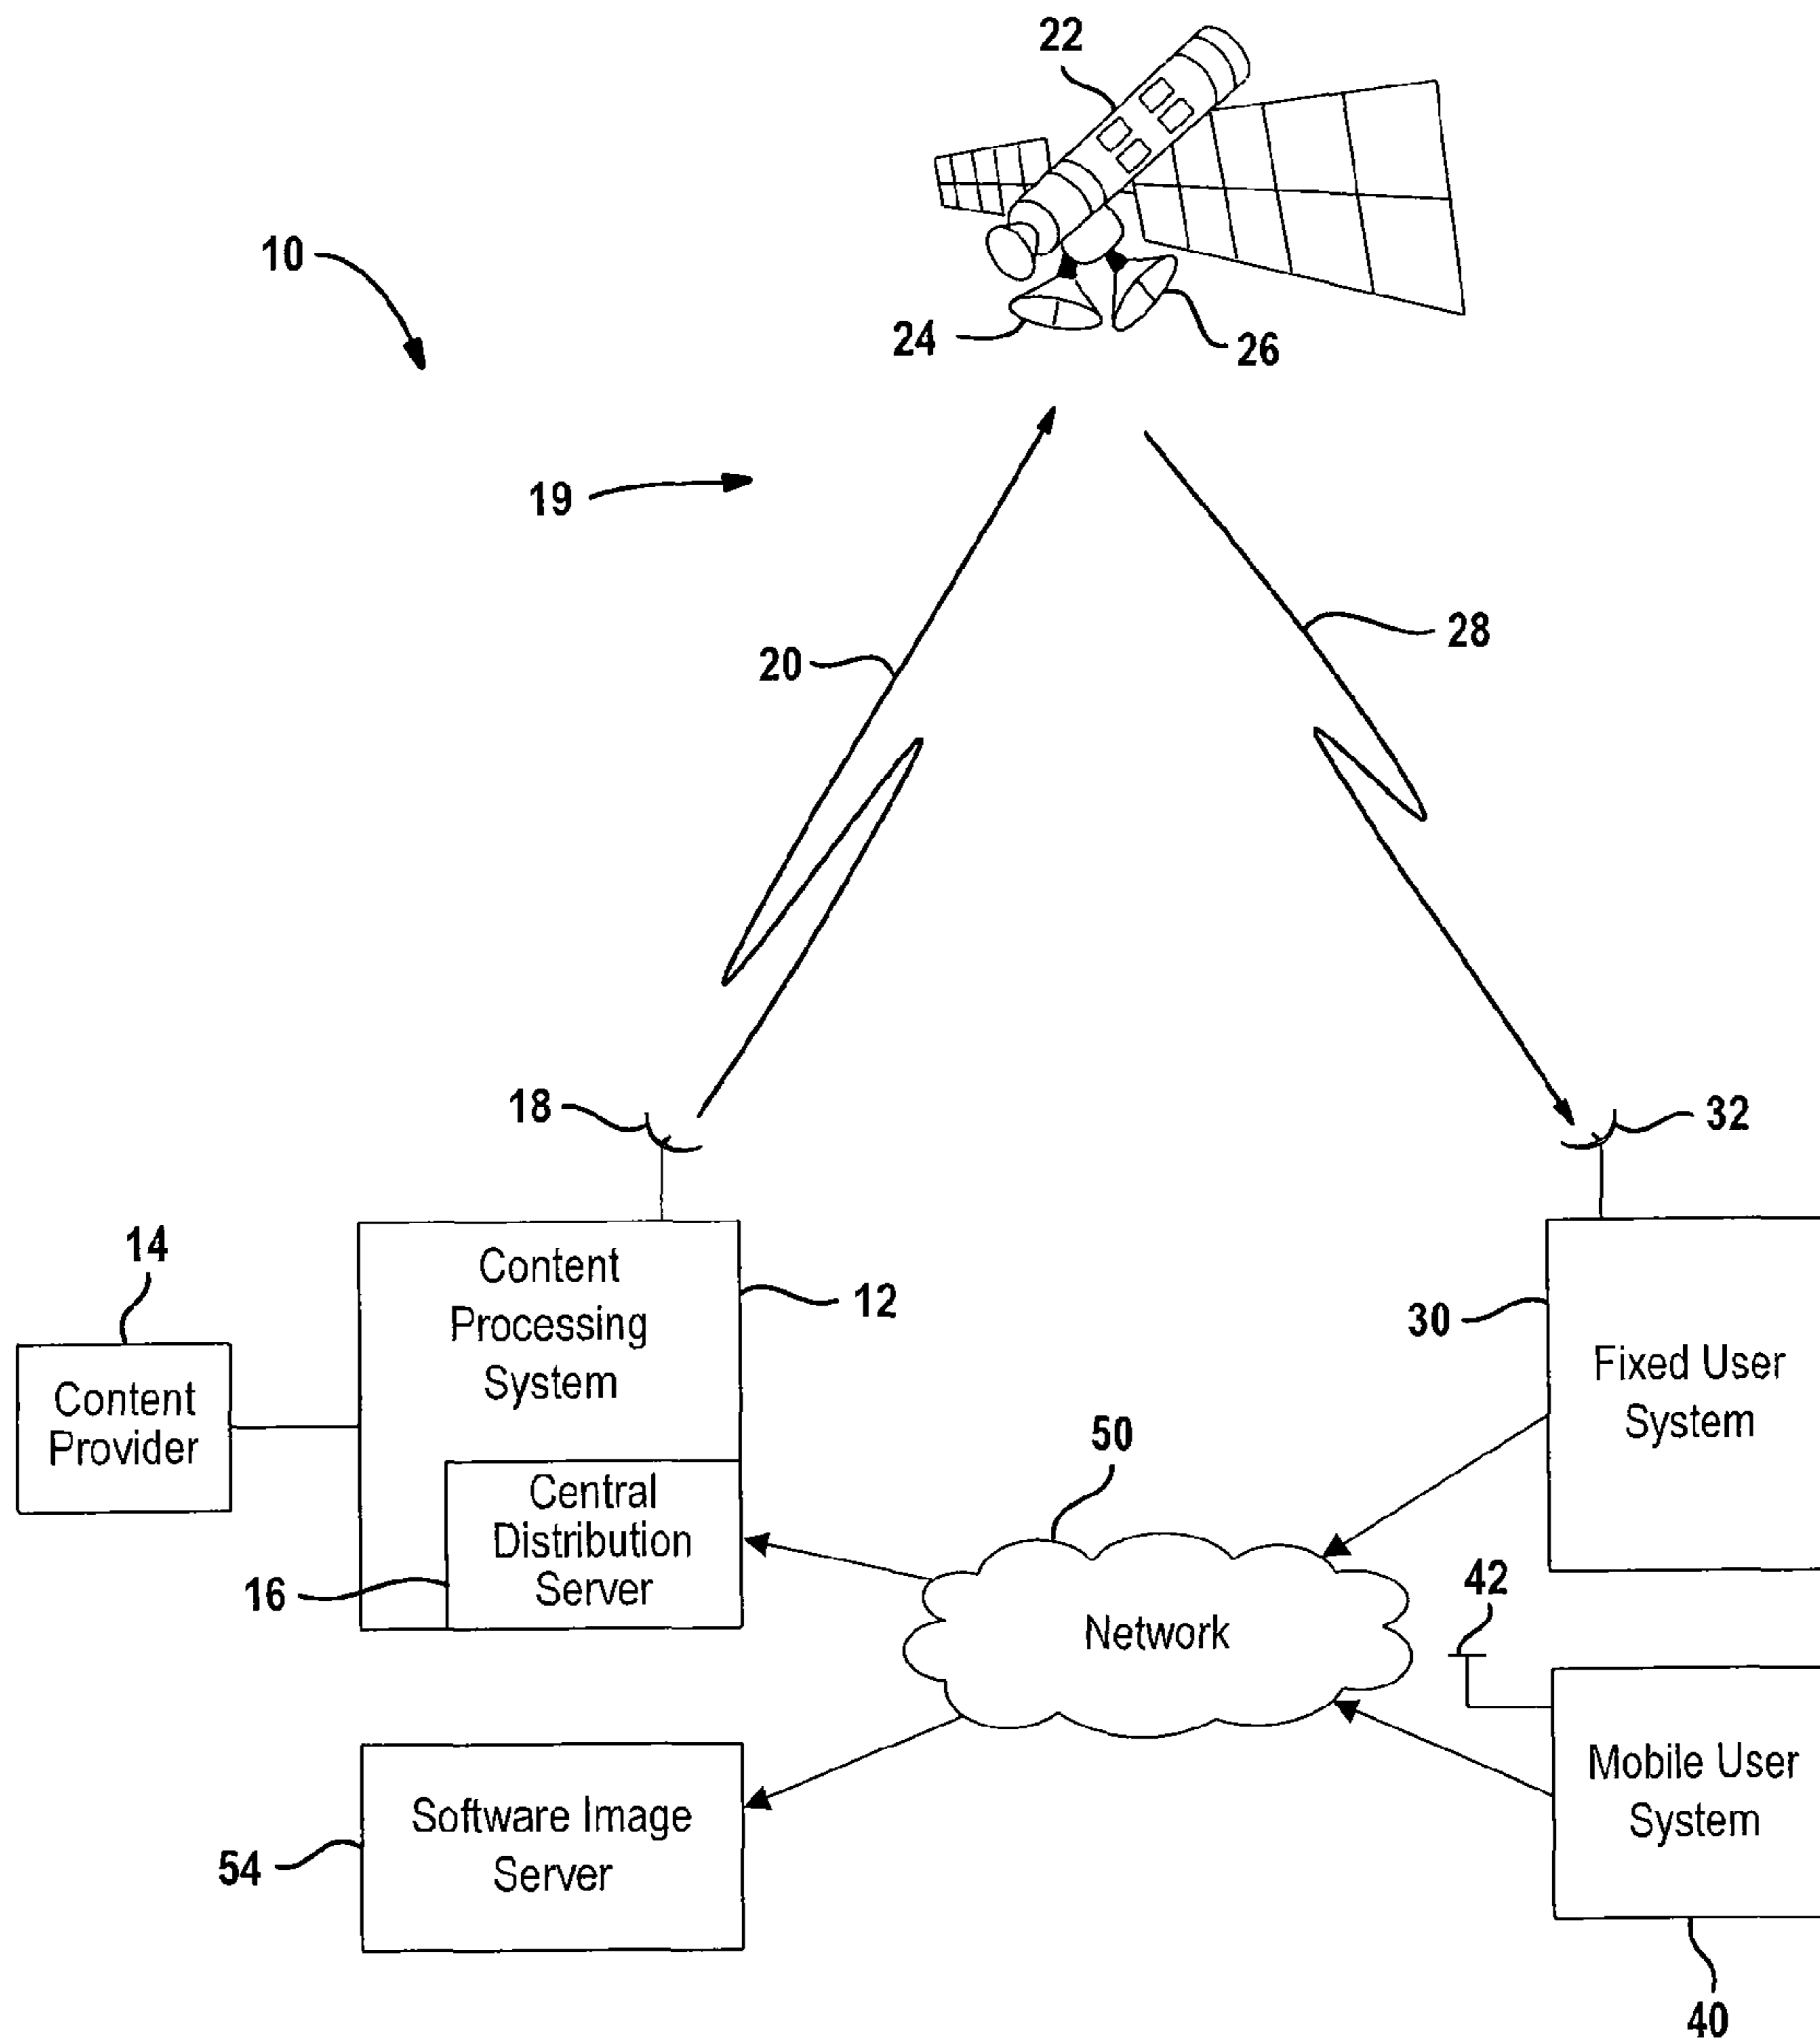 22
10
24
26
19
28
20
18
32
14
Content
Processing
System
12
30
Content
Provider
Fixed User
System
50
Central
Distribution
Server
16
42
Network
Mobile User
System
Software Image
Server
54
40